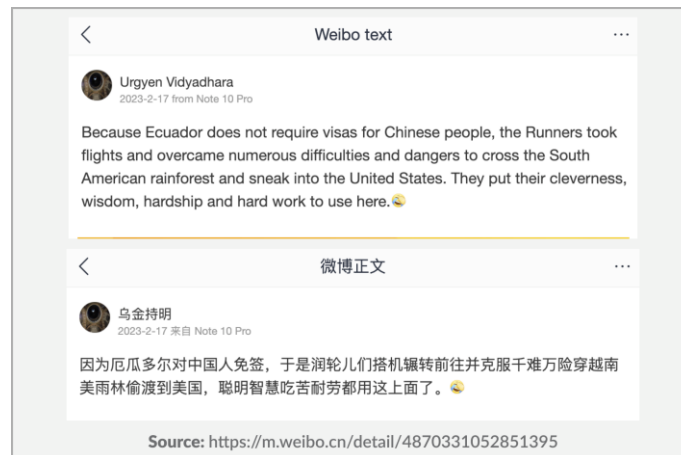 Weibo text
Urgyen Vidyadhara
2023-2-17 from Note 10 Pro
Because Ecuador does not require visas for Chinese people, the Runners took
flights and overcame numerous difficulties and dangers to cross the South
American rainforest and sneak into the United States. They put their cleverness,
wisdom, hardship and hard work to use here.
微博正文
乌金持明
2023-2-17 来自 Note 10 Pro
因为厄瓜多尔对中国人免签，于是润轮儿们搭机辗转前往并克服千难万险穿越南
美雨林偷渡到美国，聪明智慧吃苦耐劳都用这上面了。
Source: https://m.weibo.cn/detail/4870331052851395